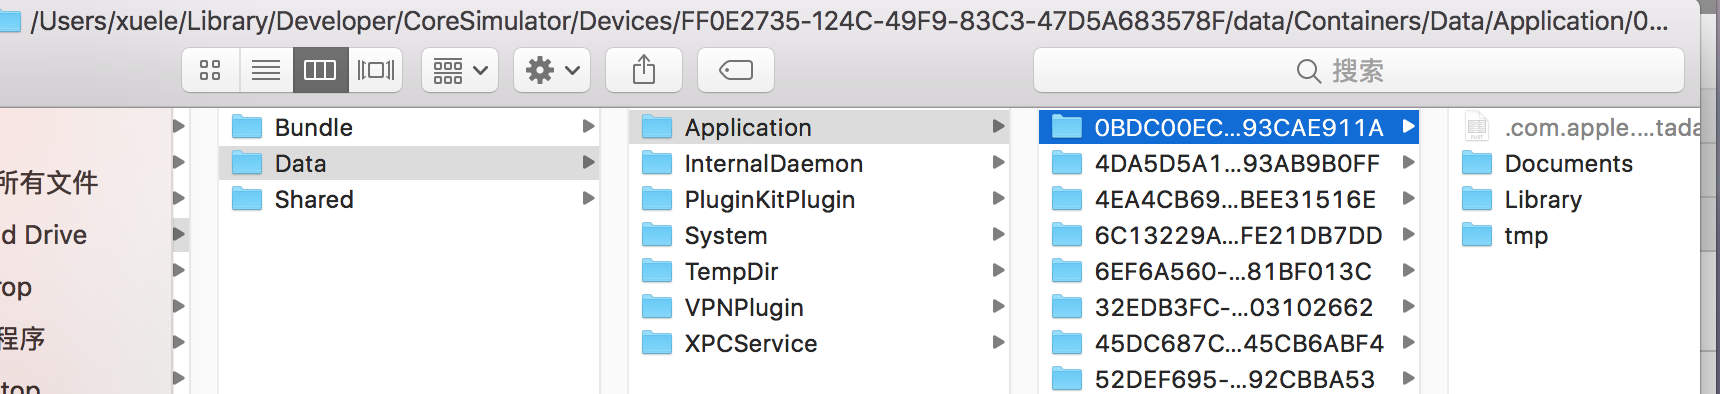 /Users/xuele/Library/Developer/CoreSimulator/Devices/FF0E2735-124C-49F9-83C3-47D5A683578F/data/Containers/Data/Application/0...
搜索
所有文件
d Drive
rop
程序
top
Bundle
Data
Shared
Application
InternalDaemon
PluginKitPlugin
System
TempDir
VPNPlugin
XPCService
0BDC00EC...93CAE911A
4DA5D5A1...93AB9B0FF
4EA4CB69...BEE31516E
6C13229A...FE21DB7DD
6EF6A560-...81BF013C
32EDB3FC-...03102662
45DC687C...45CB6ABF4
52DEF695-...92CBBA53
.com.apple....tada
Documents
Library
tmp